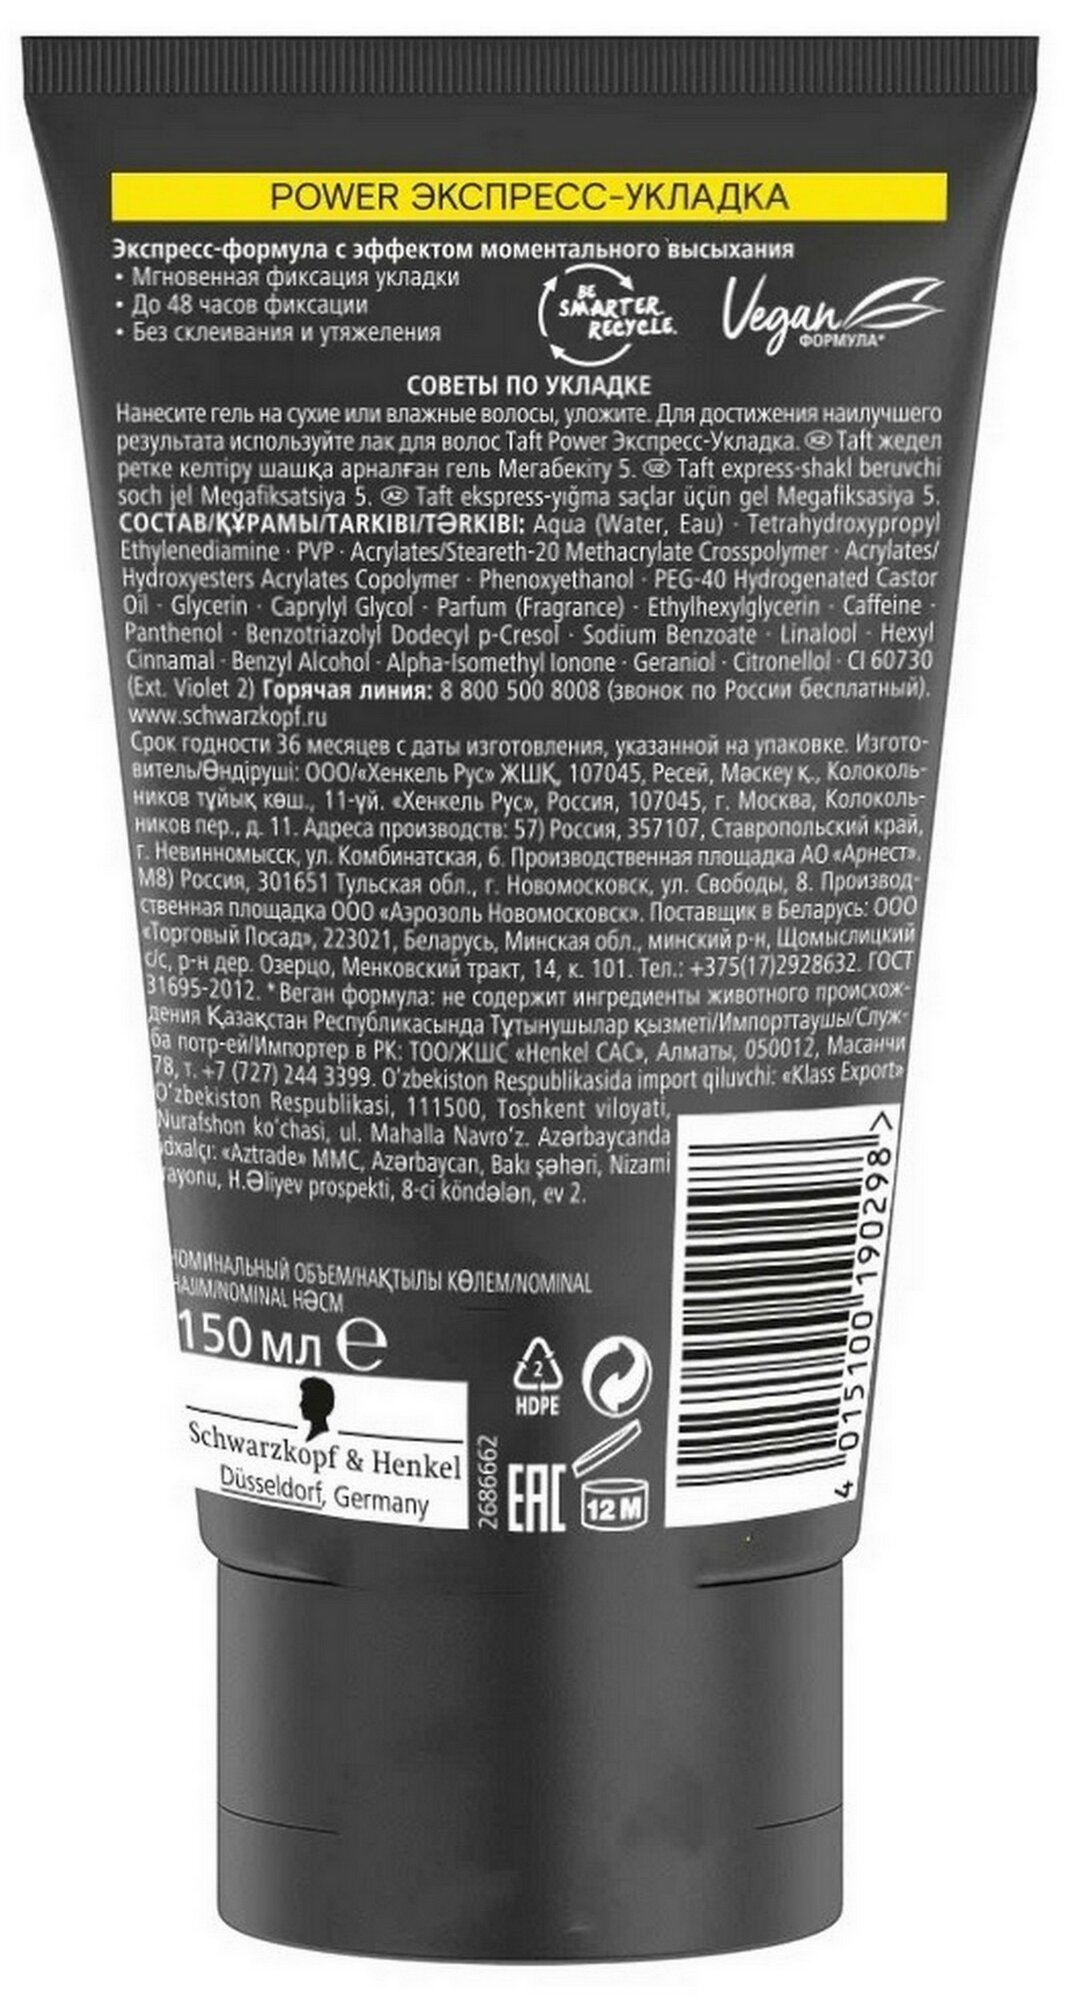 POWER ЭКСПРЕСС-УКЛАДКА
Экспресс-формула с эффектом моментального высыхания
• Мгновенная фиксация укладки
• До 48 часов фиксации
• Без склеивания и утяжеления
BE
SMARTER
RECYCLE.
Vegan
ФОРМУЛА*
СОВЕТЫ ПО УКЛАДКЕ
Нанесите гель на сухие или влажные волосы, уложите. Для достижения наилучшего
результата используйте лак для волос Taft Power Экспресс-Укладка. KZ Taft жедел
ретке келтіру шашқа арналған гель Мегабекіту 5. UZ Taft express-shakl beruvchi
soch jel Megafiksatsiya 5. AZ Taft ekspress-yığma saçlar üçün gel Megafiksasiya 5.
СОСТАВ/ҚҰРАМЫ/TARKIBI/TƏRKIBI: Aqua (Water, Eau) · Tetrahydroxypropyl
Ethylenediamine · PVP · Acrylates/Steareth-20 Methacrylate Crosspolymer · Acrylates/
Hydroxyesters Acrylates Copolymer · Phenoxyethanol · PEG-40 Hydrogenated Castor
Oil · Glycerin · Caprylyl Glycol · Parfum (Fragrance) · Ethylhexylglycerin · Caffeine ·
Panthenol · Benzotriazolyl Dodecyl p-Cresol · Sodium Benzoate · Linalool · Hexyl
Cinnamal · Benzyl Alcohol · Alpha-Isomethyl Ionone · Geraniol · Citronellol · CI 60730
(Ext. Violet 2) Горячая линия: 8 800 500 8008 (звонок по России бесплатный).
www.schwarzkopf.ru
Срок годности 36 месяцев с даты изготовления, указанной на упаковке. Изгото-
витель/Өндіруші: ООО/«Хенкель Рус» ЖШҚ, 107045, Ресей, Мәскеу қ., Колоколь-
ников тұйық көш., 11-үй. «Хенкель Рус», Россия, 107045, г. Москва, Колоколь-
ников пер., д. 11. Адреса производств: 57) Россия, 357107, Ставропольский край,
г. Невинномысск, ул. Комбинатская, 6. Производственная площадка АО «Арнест».
M8) Россия, 301651 Тульская обл., г. Новомосковск, ул. Свободы, 8. Производ-
ственная площадка ООО «Аэрозоль Новомосковск». Поставщик в Беларусь: ООО
«Торговый Посад», 223021, Беларусь, Минская обл., минский р-н, Щомыслицкий
с/с, р-н дер. Озерцо, Менковский тракт, 14, к. 101. Тел.: +375(17)2928632. ГОСТ
31695-2012. *Веган формула: не содержит ингредиенты животного происхож-
дения Қазақстан Республикасында Тұтынушылар қызметі/Импорттаушы/Служ-
ба потр-ей/Импортер в РК: ТОО/ЖШС «Henkel CAC», Алматы, 050012, Масанчи
78, т. +7 (727) 244 3399. O'zbekiston Respublikasida import qiluvchi: «Klass Export»
O'zbekiston Respublikasi, 111500, Toshkent viloyati,
Nurafshon ko'chasi, ul. Mahalla Navro'z. Azərbaycanda
idxalçı: «Aztrade» MMC, Azərbaycan, Bakı şəhəri, Nizami
rayonu, H.Əliyev prospekti, 8-ci köndələn, ev 2.
НОМИНАЛЬНЫЙ ОБЪЕМ/НАҚТЫЛЫ КӨЛЕМ/NOMINAL
HAJIM/NOMINAL HƏCM
150 мл ℮
2
HDPE
Schwarzkopf & Henkel
Düsseldorf, Germany
2686662
EAC
12 M
4 015100 190298 >